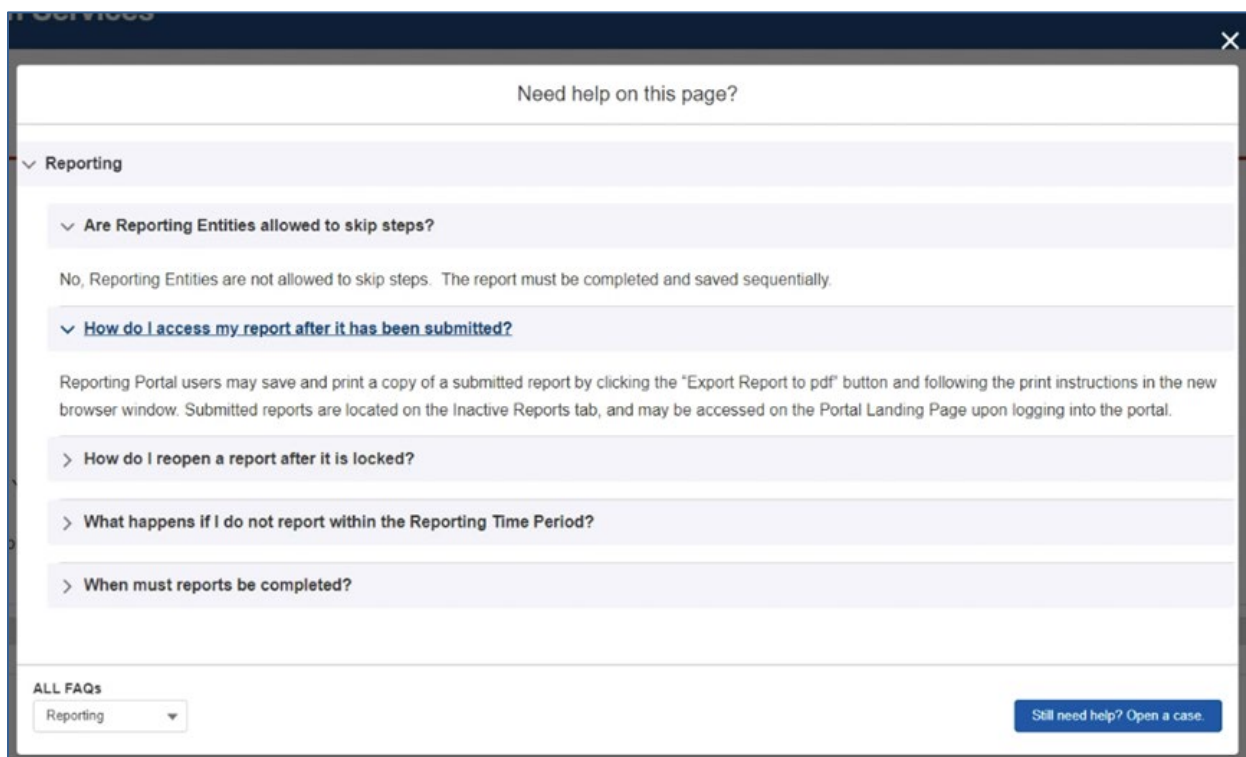 Services
Need help on this page?
Reporting
Are Reporting Entities allowed to skip steps?
No, Reporting Entities are not allowed to skip steps. The report must be completed and saved sequentially.
How do I access my report after it has been submitted?
Reporting Portal users may save and print a copy of a submitted report by clicking the “Export Report to pdf” button and following the print instructions in the new
browser window. Submitted reports are located on the Inactive Reports tab, and may be accessed on the Portal Landing Page upon logging into the portal.
How do I reopen a report after it is locked?
What happens if I do not report within the Reporting Time Period?
When must reports be completed?
ALL FAQs
Reporting
Still need help? Open a case.